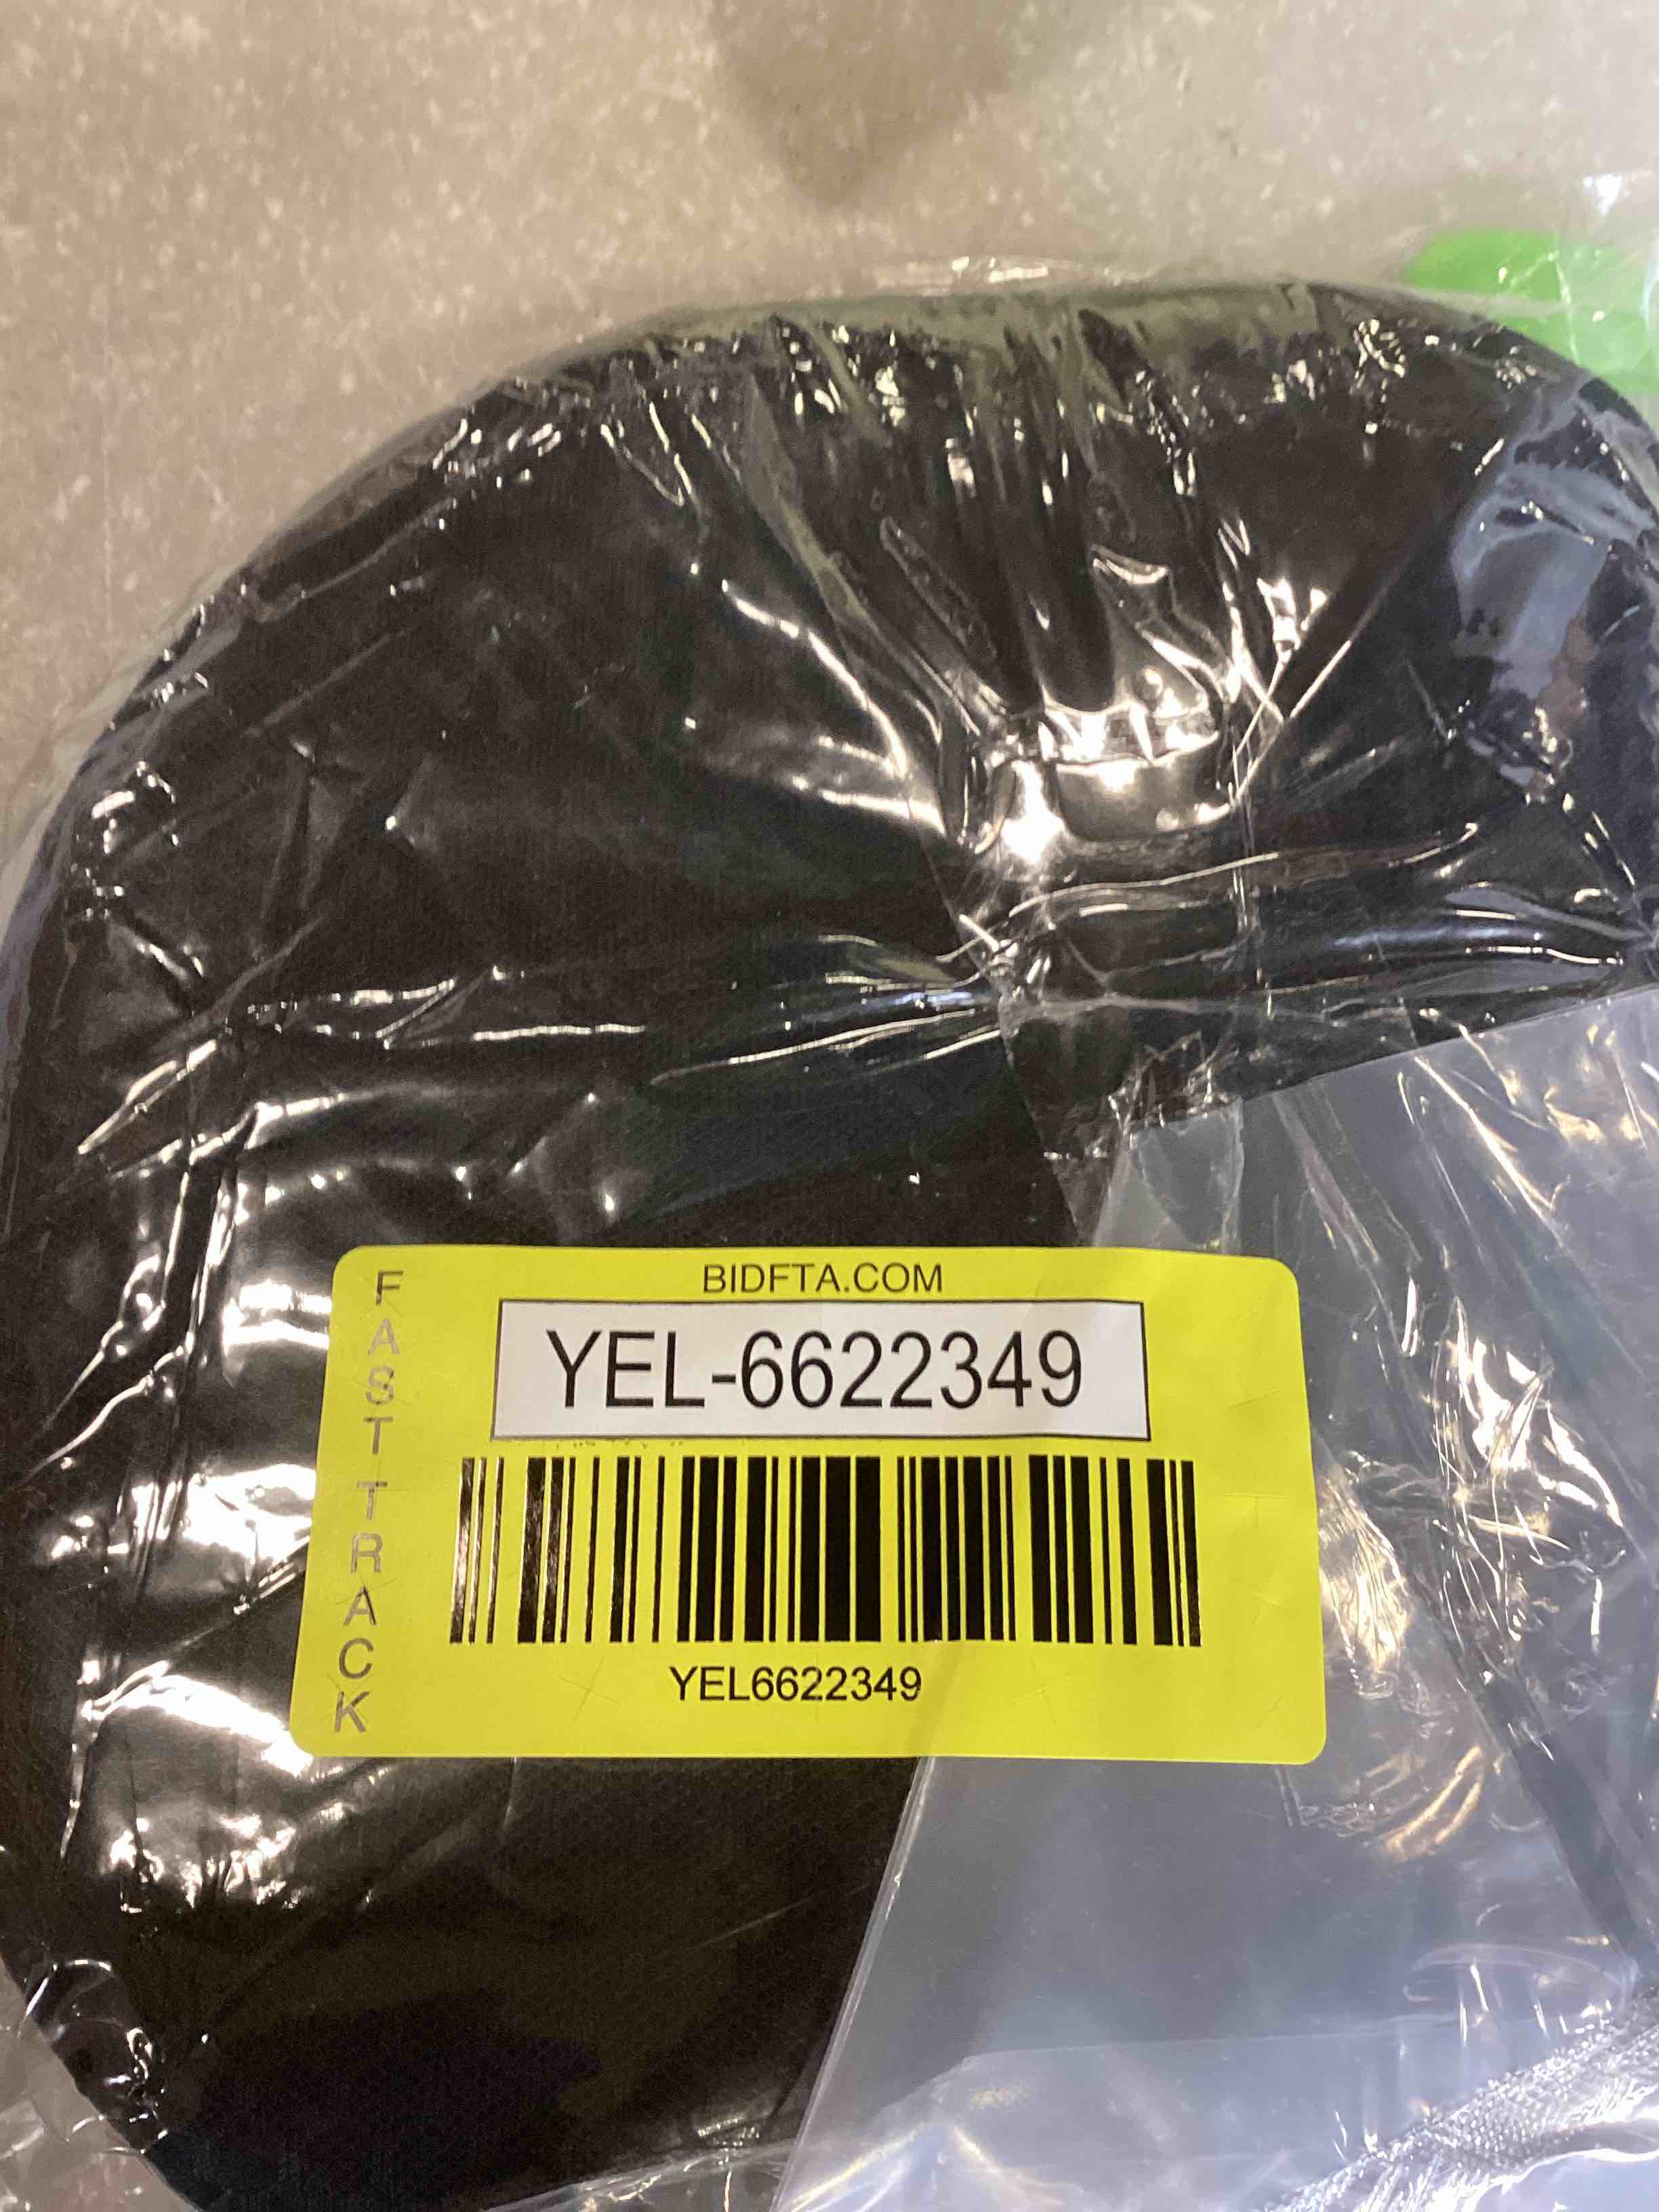 BIDFTA.COM
FAST TRACK
YEL-6622349
YEL6622349